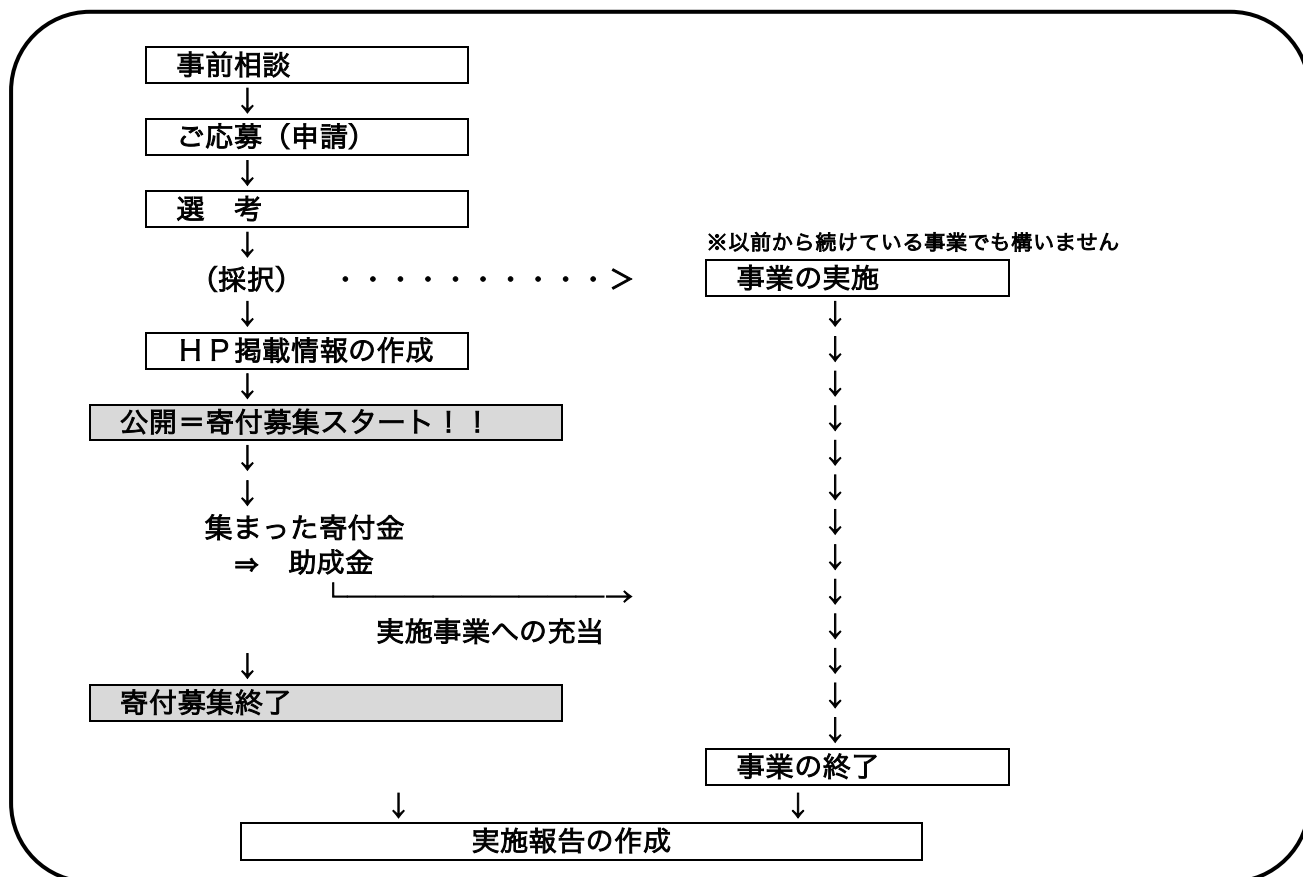 事前相談
↓
ご応募（申請）
↓
選　考
↓
（採択）　・・・・・・・・・・＞
※以前から続けている事業でも構いません
事業の実施
↓
ＨＰ掲載情報の作成
↓
公開＝寄付募集スタート！！
↓
↓
集まった寄付金
⇒　助成金
└─────────→
実施事業への充当
↓
寄付募集終了
↓
↓
↓
↓
↓
↓
↓
↓
↓
↓
↓
↓
↓
事業の終了
↓　↓
実施報告の作成